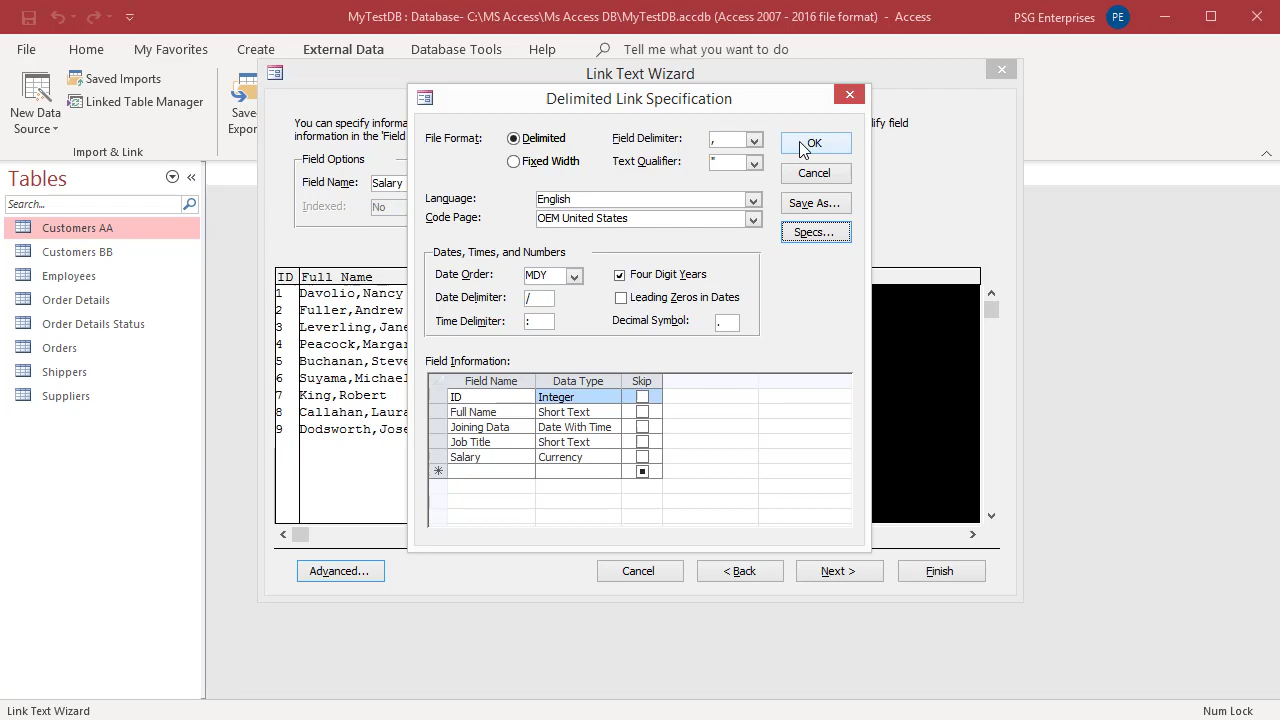 MyTestDB : Database- C:\MS Access\Ms Access DB\MyTestDB.accdb (Access 2007 - 2016 file format) - Access
PSG Enterprises
PE
File
Home
My Favorites
Create
External Data
Database Tools
Help
Tell me what you want to do
New Data
Source
Saved Imports
Linked Table Manager
Import & Link
Save
Expor
Tables
Search...
Customers AA
Customers BB
Employees
Order Details
Order Details Status
Orders
Shippers
Suppliers
Link Text Wizard
You can specify informa
information in the 'Field
ify field
Field Options
Field Name:
Salary
Indexed:
No
ID
Full Name
1 Davolio,Nancy
2 Fuller,Andrew
3 Leverling,Jane
4 Peacock,Margar
5 Buchanan,Steve
6 Suyama,Michael
7 King,Robert
8 Callahan,Laura
9 Dodsworth,Jose
Advanced...
Cancel
< Back
Next >
Finish
Delimited Link Specification
File Format:
Delimited
Fixed Width
Field Delimiter:
,
Text Qualifier:
"
OK
Cancel
Save As...
Specs...
Language:
English
Code Page:
OEM United States
Dates, Times, and Numbers
Date Order:
MDY
Four Digit Years
Date Delimiter:
/
Leading Zeros in Dates
Time Delimiter:
:
Decimal Symbol:
.
Field Information:
Field Name Data Type Skip
ID Integer
Full Name Short Text
Joining Data Date With Time
Job Title Short Text
Salary Currency
Link Text Wizard
Num Lock